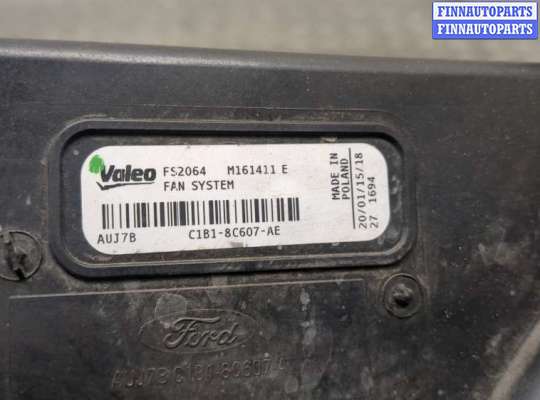 FINNAUTOPARTS
FINNAUTOPARTS
Valeo FS2064 M161411 E
FAN SYSTEM
AUJ7B C1B1-8C607-AE
MADE IN
POLAND
20/01/15/18
27 1694
Ford
AUJ7B